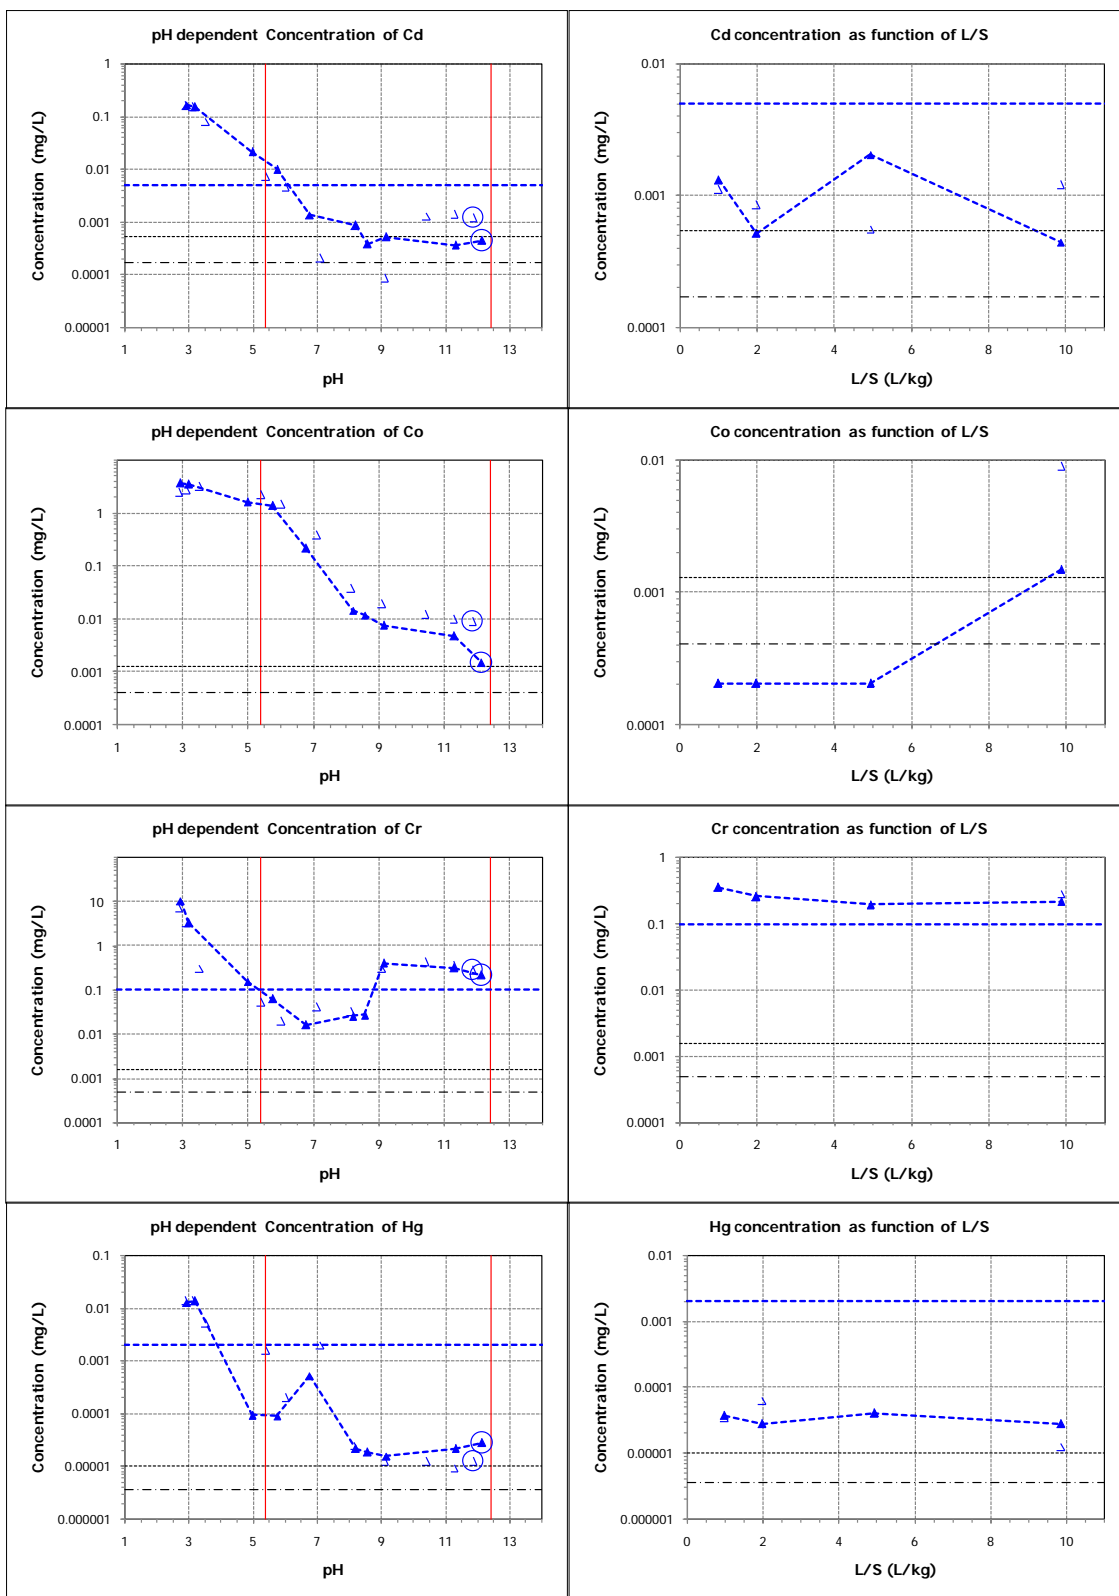 pH dependent Concentration of Cd
Concentration (mg/L)
1
0.1
0.01
0.001
0.0001
0.00001
1 3 5 7 9 11 13
pH
Cd concentration as function of L/S
Concentration (mg/L)
0.01
0.001
0.0001
0 2 4 6 8 10
L/S (L/kg)
pH dependent Concentration of Co
Concentration (mg/L)
1
0.1
0.01
0.001
0.0001
1 3 5 7 9 11 13
pH
Co concentration as function of L/S
Concentration (mg/L)
0.01
0.001
0.0001
0 2 4 6 8 10
L/S (L/kg)
pH dependent Concentration of Cr
Concentration (mg/L)
10
1
0.1
0.01
0.001
0.0001
1 3 5 7 9 11 13
pH
Cr concentration as function of L/S
Concentration (mg/L)
1
0.1
0.01
0.001
0.0001
0 2 4 6 8 10
L/S (L/kg)
pH dependent Concentration of Hg
Concentration (mg/L)
0.1
0.01
0.001
0.0001
0.00001
0.000001
1 3 5 7 9 11 13
pH
Hg concentration as function of L/S
Concentration (mg/L)
0.01
0.001
0.0001
0.00001
0.000001
0 2 4 6 8 10
L/S (L/kg)